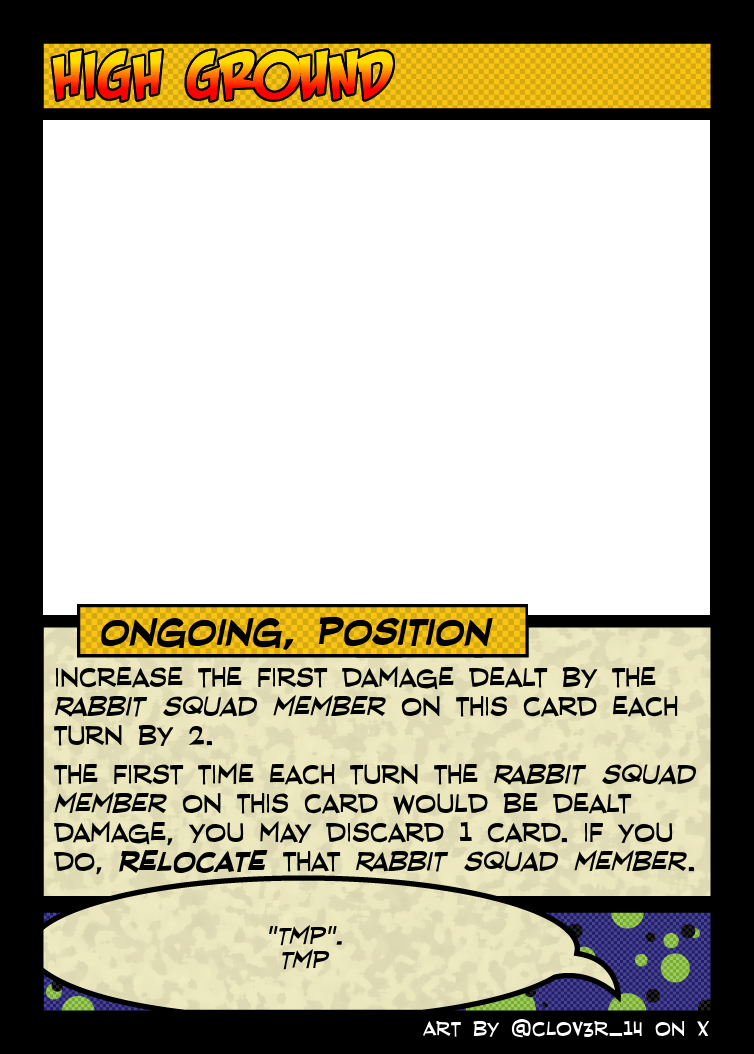 HIGH GROUND
ONGOING, POSITION
INCREASE THE FIRST DAMAGE DEALT BY THE
RABBIT SQUAD MEMBER ON THIS CARD EACH
TURN BY 2.
THE FIRST TIME EACH TURN THE RABBIT SQUAD
MEMBER ON THIS CARD WOULD BE DEALT
DAMAGE, YOU MAY DISCARD 1 CARD. IF YOU
DO, RELOCATE THAT RABBIT SQUAD MEMBER.
"TMP".
TMP
ART BY @CLOV3R_14 ON X